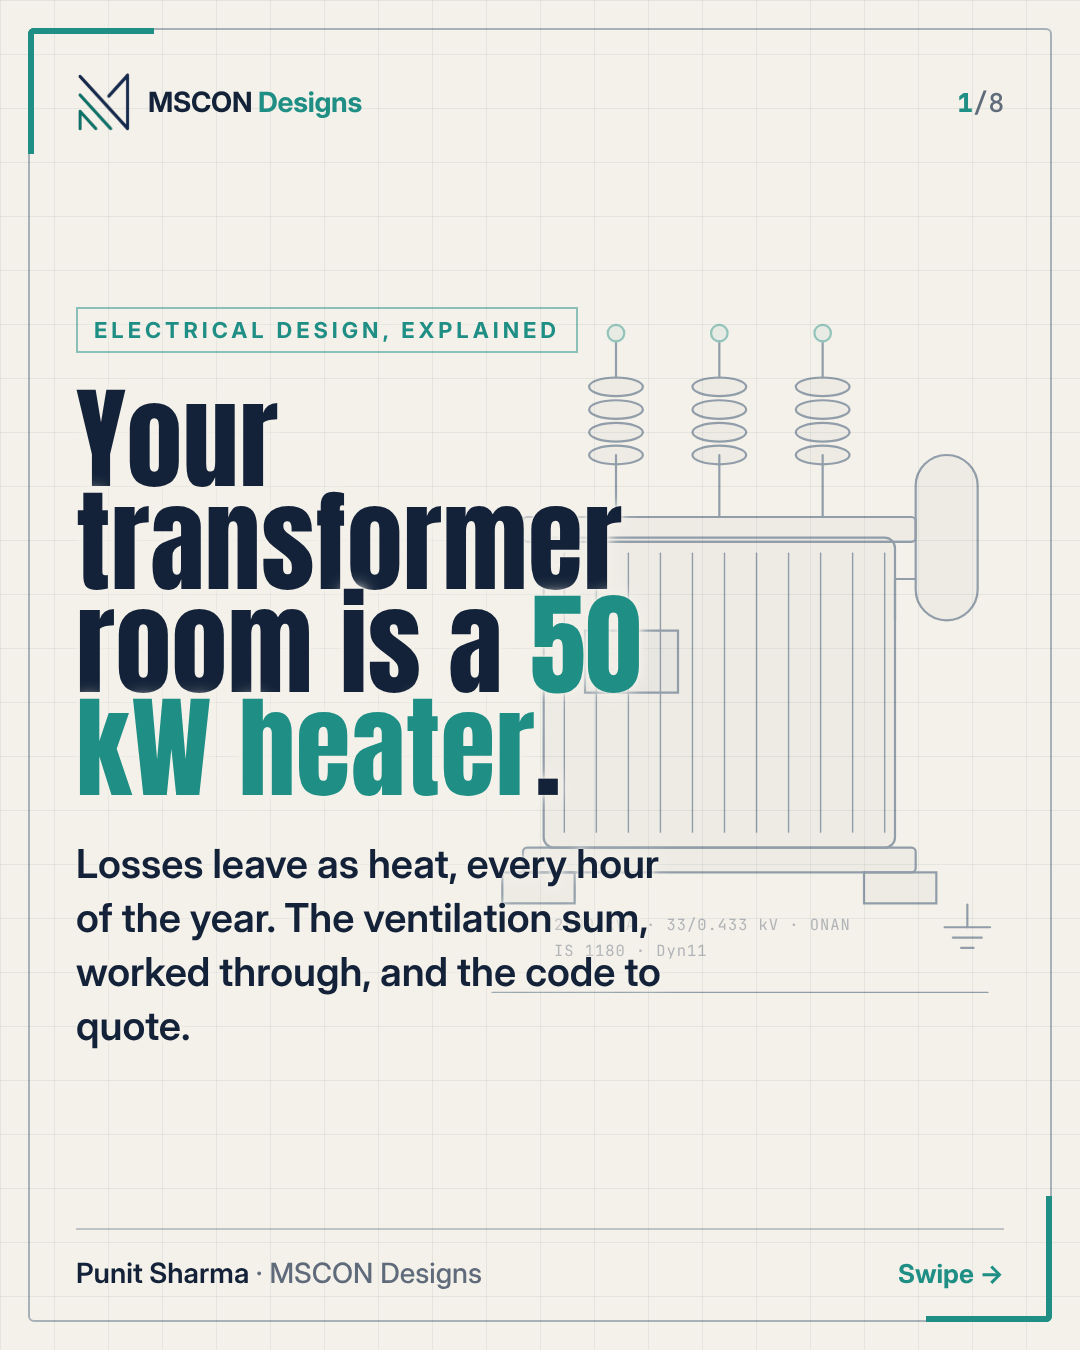 MSCON Designs
1/8
ELECTRICAL DESIGN, EXPLAINED
Your
transformer
room is a 50
kW heater.
Losses leave as heat, every hour
of the year. The ventilation sum,
worked through, and the code to
quote.
· 33/0.433 kV · ONAN
IS 1180 · Dyn11
Punit Sharma · MSCON Designs
Swipe →